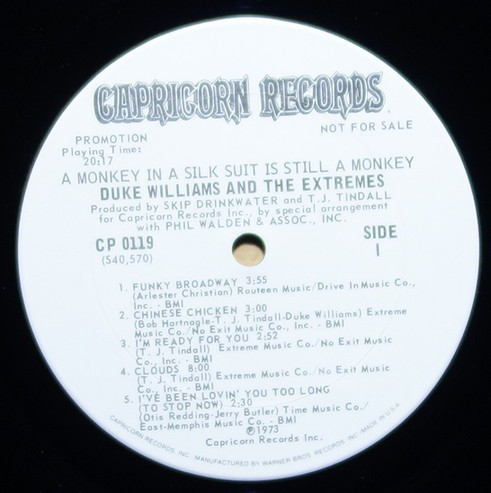 CAPRICORN RECORDS
PROMOTION
NOT FOR SALE
Playing Time:
20:17
A MONKEY IN A SILK SUIT IS STILL A MONKEY
DUKE WILLIAMS AND THE EXTREMES
Produced by SKIP DRINKWATER and T.J. TINDALL
for Capricorn Records Inc., by special arrangement
with PHIL WALDEN & ASSOC., INC.
CP 0119
(S40,570)
SIDE
1
1. FUNKY BROADWAY 3:55
(Arlester Christian) Routeen Music/Drive In Music Co.,
Inc. - BMI
2. CHINESE CHICKEN 3:00
(Bob Hartnagle-T. J. Tindall-Duke Williams) Extreme
Music Co./No Exit Music Co., Inc. - BMI
3. I'M READY FOR YOU 2:52
(T. J. Tindall) Extreme Music Co./No Exit Music
Co., Inc. - BMI
4. CLOUDS 8:00
(T. J. Tindall) Extreme Music Co./No Exit Music
Co., Inc. - BMI
5. I'VE BEEN LOVIN' YOU TOO LONG
(TO STOP NOW) 2:30
(Otis Redding-Jerry Butler) Time Music Co./
East-Memphis Music Co. - BMI
℗1973
Capricorn Records Inc.
CAPRICORN RECORDS, INC., MANUFACTURED BY WARNER BROS. RECORDS INC. • MADE IN U.S.A.